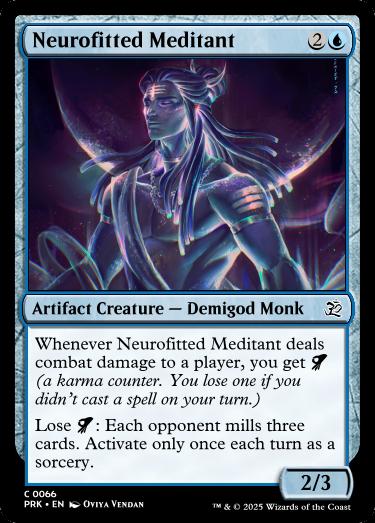 Neurofitted Meditant 2
Artifact Creature — Demigod Monk
Whenever Neurofitted Meditant deals
combat damage to a player, you get
(a karma counter. You lose one if you
didn't cast a spell on your turn.)
Lose : Each opponent mills three
cards. Activate only once each turn as a
sorcery.
2/3
C 0066
PRK • EN Oviya Vendan
™ & © 2025 Wizards of the Coast